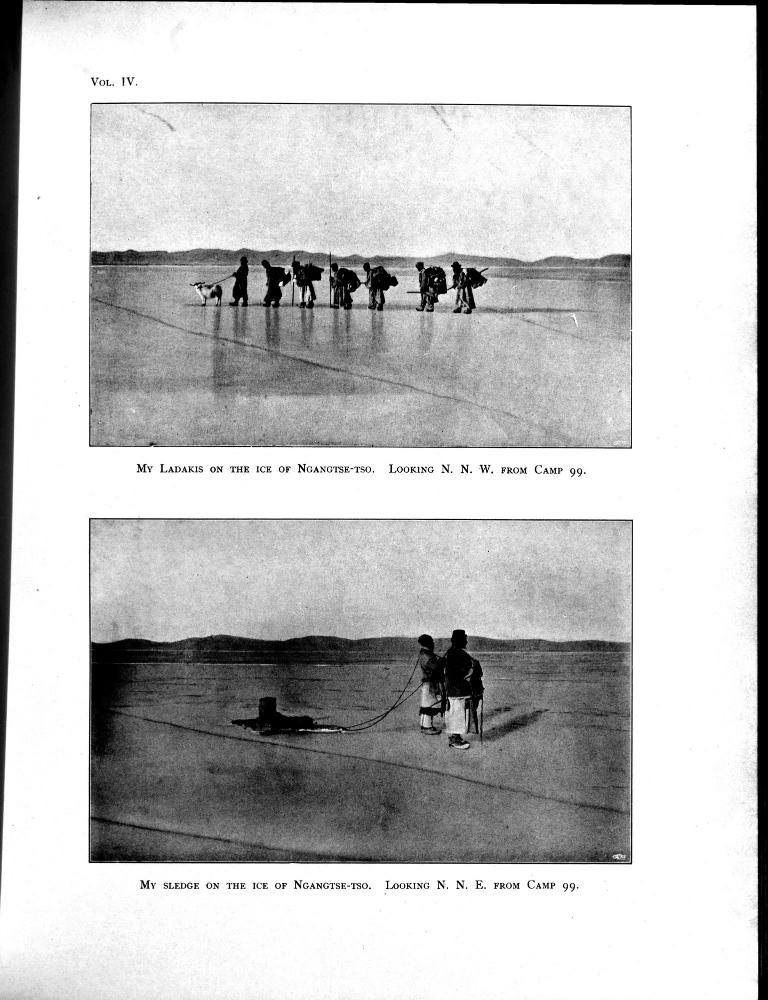 Vol. IV.
My Ladakis on the ice of Ngangtse-tso. Looking N. N. W. from Camp 99.
My sledge on the ice of Ngangtse-tso. Looking N. N. E. from Camp 99.